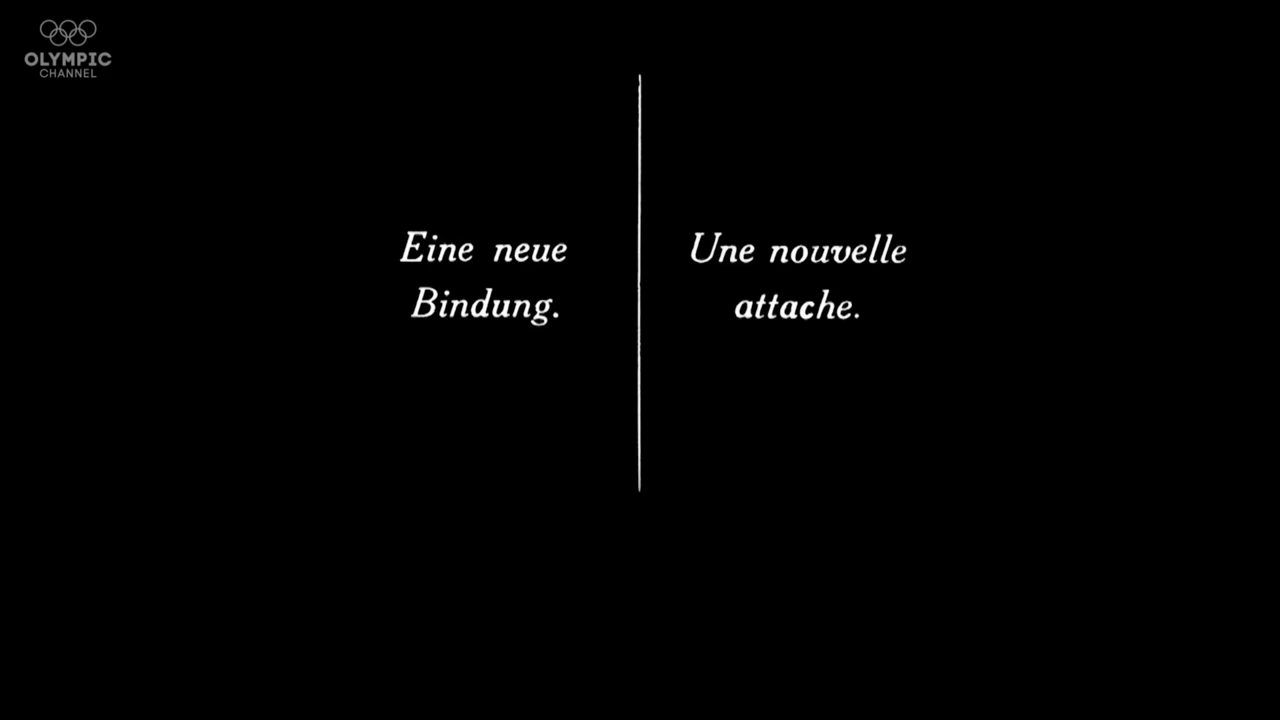 OLYMPIC
CHANNEL
Eine neue
Bindung.
Une nouvelle
attache.